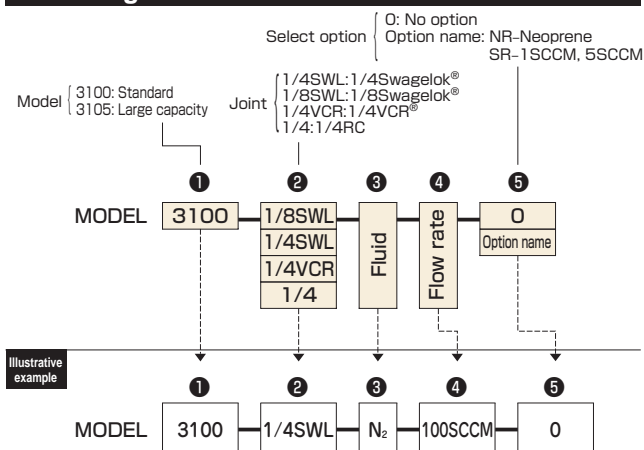 Select option
0: No option
Option name: NR-Neoprene
SR-1SCCM, 5SCCM
Model
3100: Standard
3105: Large capacity
Joint
1/4SWL:1/4Swagelok®
1/8SWL:1/8Swagelok®
1/4VCR:1/4VCR®
1/4:1/4RC
❶ ❷ ❸ ❹ ❺
MODEL 3100 1/8SWL Fluid Flow rate 0
1/4SWL Option name
1/4VCR
1/4
Illustrative
example
❶ ❷ ❸ ❹ ❺
MODEL 3100 1/4SWL N₂ 100SCCM 0